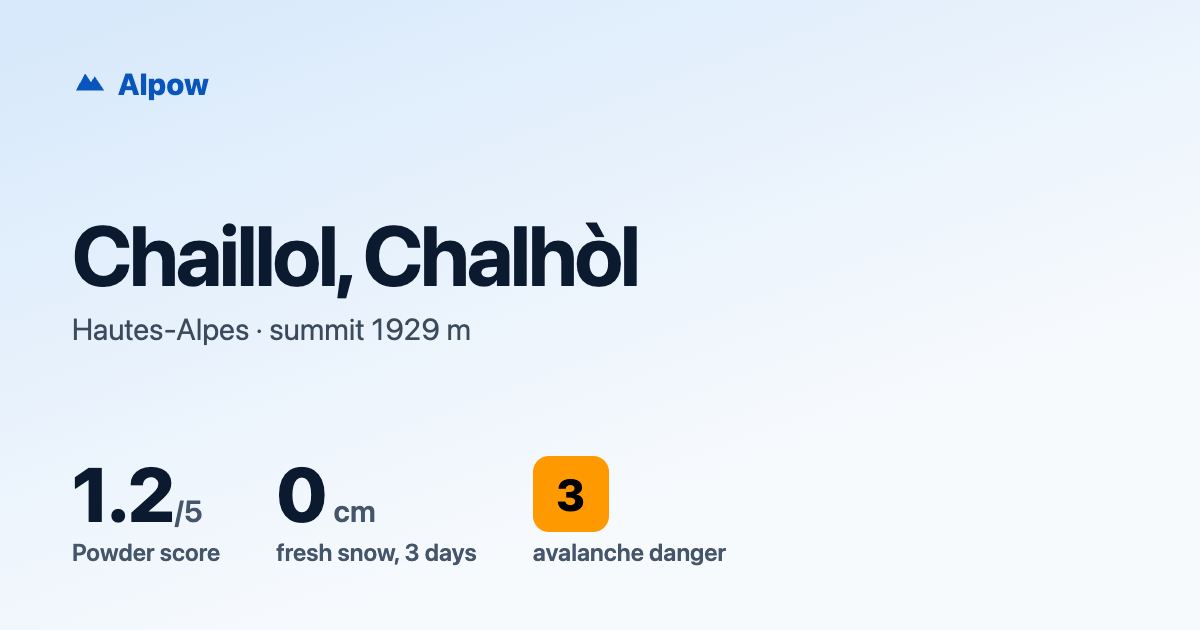 Alpow
Chaillol, Chalhòl
Hautes-Alpes · summit 1929 m
1.2/5
Powder score
0 cm
fresh snow, 3 days
3
avalanche danger